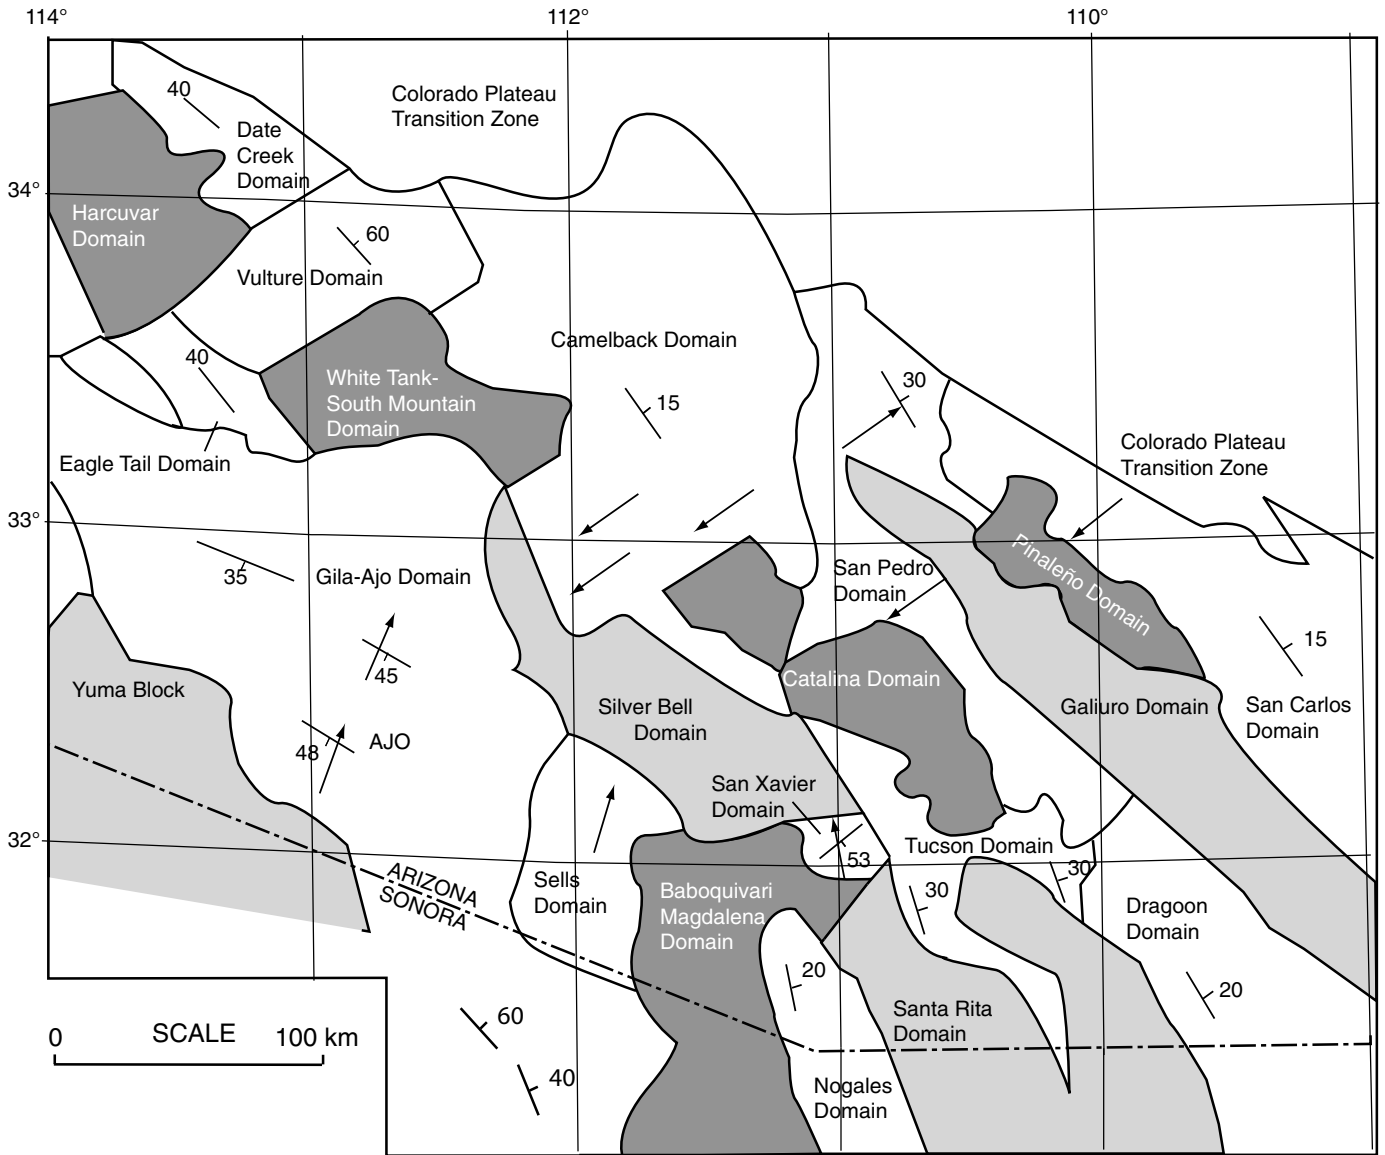 114°
112°
110°
40
Colorado Plateau
Transition Zone
Date
Creek
Domain
34°
Harcuvar
Domain
60
Vulture Domain
Camelback Domain
40
White Tank-
South Mountain
Domain
15
30
Eagle Tail Domain
Colorado Plateau
Transition Zone
33°
35
Gila-Ajo Domain
San Pedro
Domain
Pinaleño Domain
15
45
Yuma Block
Catalina Domain
Silver Bell
Domain
Galiuro Domain
San Carlos
Domain
48
AJO
San Xavier
Domain
32°
53
Tucson Domain
30
30
ARIZONA
SONORA
Sells
Domain
Baboquivari
Magdalena
Domain
Dragoon
Domain
20
20
Santa Rita
Domain
60
0 SCALE 100 km
40
Nogales
Domain